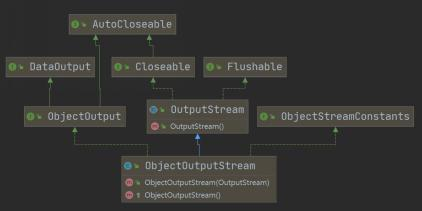 AutoCloseable
DataOutput
Closeable
Flushable
ObjectOutput
OutputStream
OutputStream()
ObjectStreamConstants
ObjectOutputStream
ObjectOutputStream(OutputStream)
ObjectOutputStream()